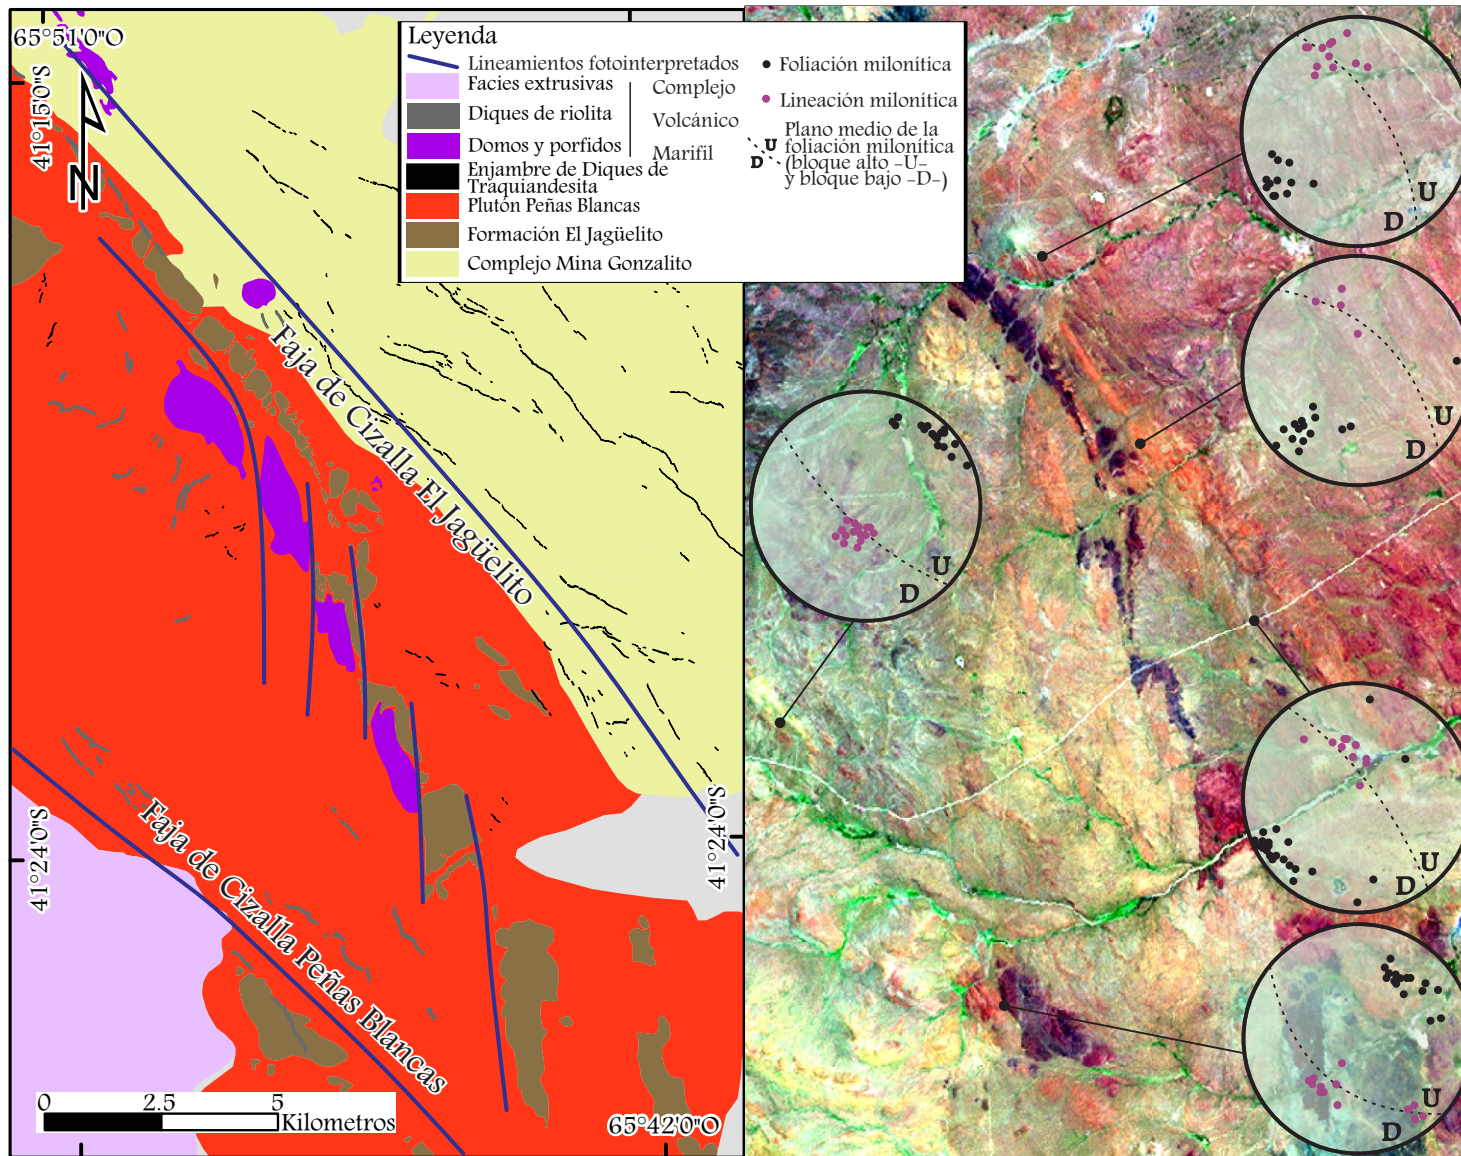 65°51'0"O
41°15'0"S
N
Leyenda
Lineamientos fotointerpretados
Facies extrusivas
Diques de riolita
Domos y porfidos
Complejo
Volcánico
Marifil
Enjambre de Diques de
Traquiandesita
Plutón Peñas Blancas
Formación El Jagüelito
Complejo Mina Gonzalito
Foliación milonítica
Lineación milonítica
U
D
Plano medio de la
foliación milonítica
(bloque alto -U-
y bloque bajo -D-)
Faja de Cizalla El Jagüelito
Faja de Cizalla Peñas Blancas
41°24'0"S
41°24'0"S
65°42'0"O
0 2.5 5
Kilometros
U
D
U
D
U
D
U
D
U
D